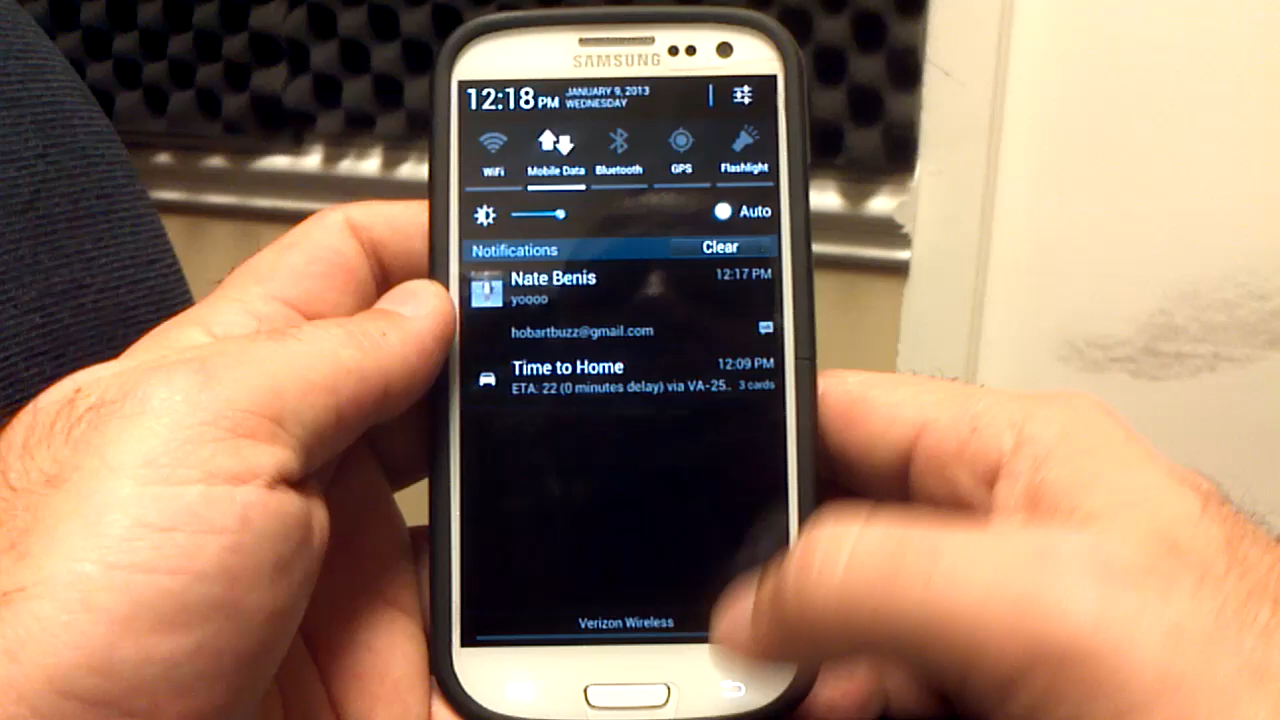 SAMSUNG
12:18 PM JANUARY 9, 2013
WEDNESDAY
WiFi Mobile Data Bluetooth GPS Flashlight
Auto
Notifications Clear
Nate Benis 12:17 PM
yoooo
hobartbuzz@gmail.com talk
Time to Home 12:09 PM
ETA: 22 (0 minutes delay) via VA-25.. 3 cards
Verizon Wireless